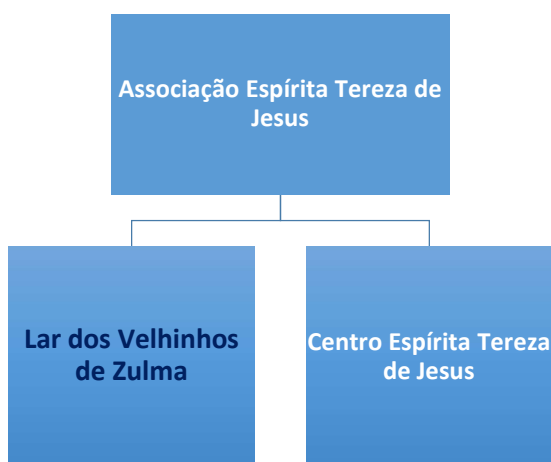 Associação Espírita Tereza de
Jesus
Lar dos Velhinhos
de Zulma
Centro Espírita Tereza
de Jesus